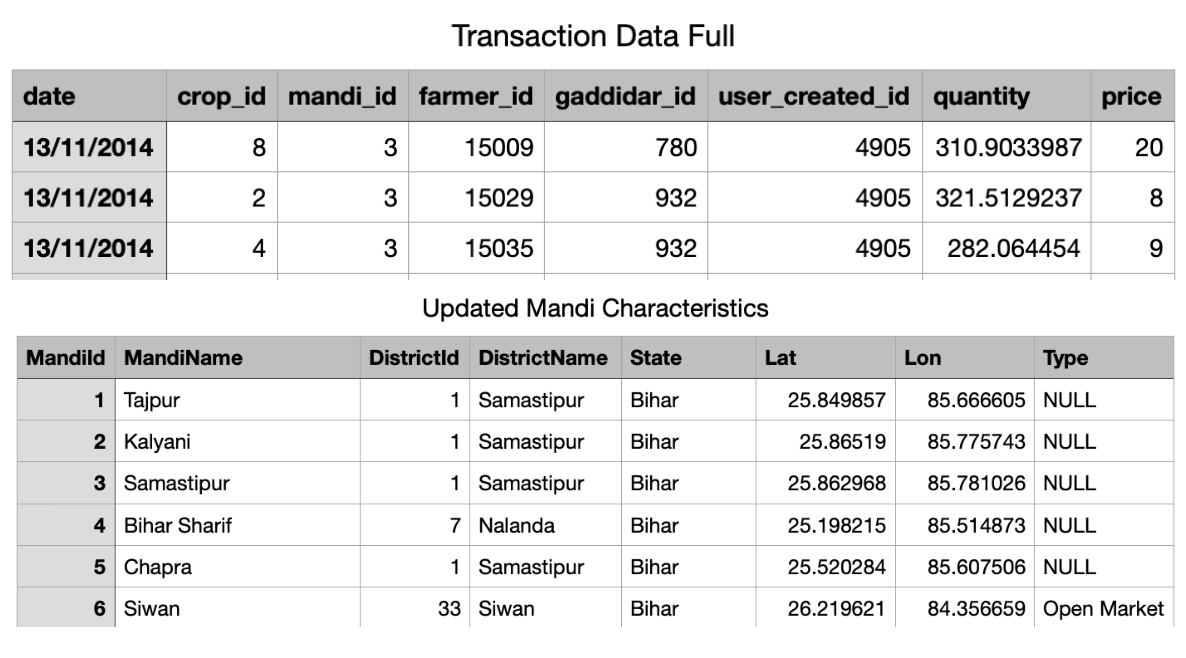 Transaction Data Full
date crop_id mandi_id farmer_id gaddidar_id user_created_id quantity price
13/11/2014 8 3 15009 780 4905 310.9033987 20
13/11/2014 2 3 15029 932 4905 321.5129237 8
13/11/2014 4 3 15035 932 4905 282.064454 9
Updated Mandi Characteristics
MandiId MandiName DistrictId DistrictName State Lat Lon Type
1 Tajpur 1 Samastipur Bihar 25.849857 85.666605 NULL
2 Kalyani 1 Samastipur Bihar 25.86519 85.775743 NULL
3 Samastipur 1 Samastipur Bihar 25.862968 85.781026 NULL
4 Bihar Sharif 7 Nalanda Bihar 25.198215 85.514873 NULL
5 Chapra 1 Samastipur Bihar 25.520284 85.607506 NULL
6 Siwan 33 Siwan Bihar 26.219621 84.356659 Open Market